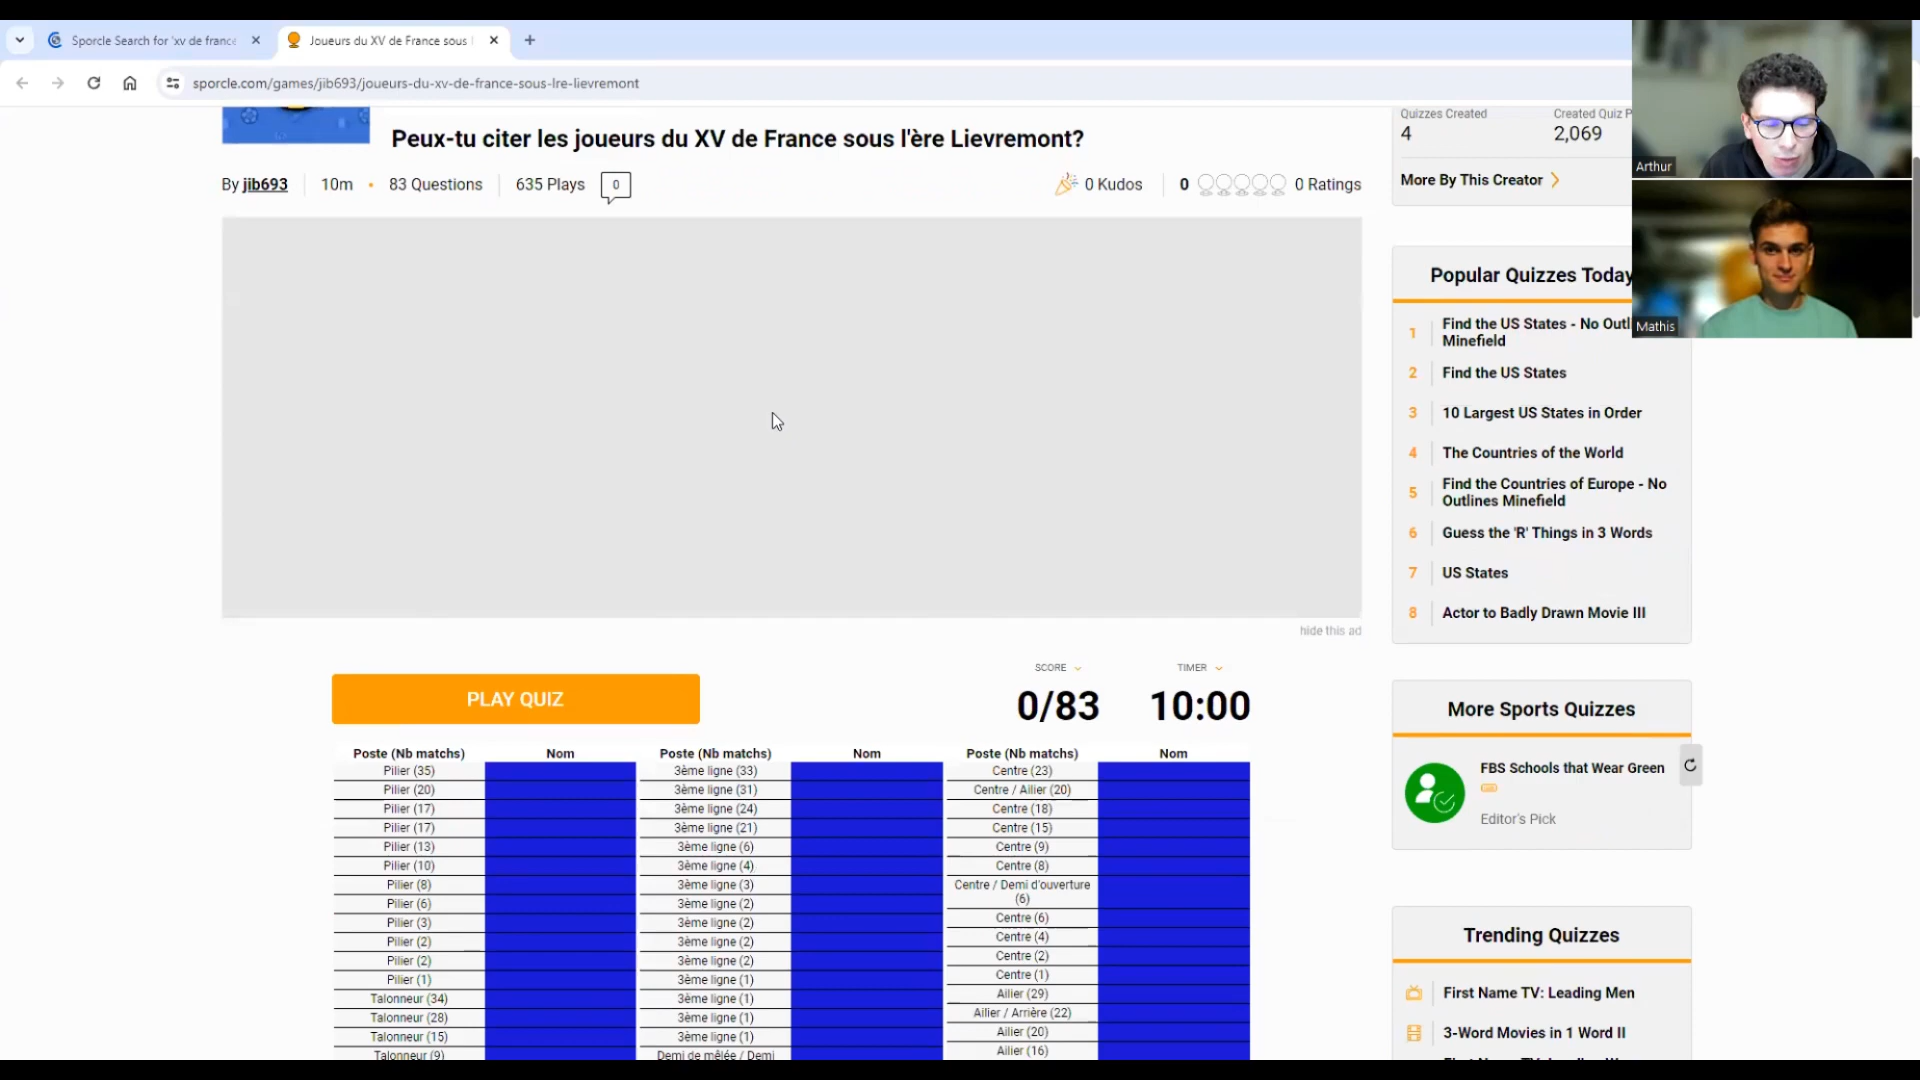 Sporcle Search for 'xv de france
Joueurs du XV de France sous
sporcle.com/games/jib693/joueurs-du-xv-de-france-sous-lre-lievremont
Peux-tu citer les joueurs du XV de France sous l'ère Lievremont?
By jib693 10m • 83 Questions 635 Plays 0
0 Kudos 0 0 Ratings
Quizzes Created Created Quiz P
4 2,069
More By This Creator
Arthur
Mathis
Popular Quizzes Today
1 Find the US States - No Outl
Minefield
2 Find the US States
3 10 Largest US States in Order
4 The Countries of the World
5 Find the Countries of Europe - No
Outlines Minefield
6 Guess the 'R' Things in 3 Words
7 US States
8 Actor to Badly Drawn Movie III
hide this ad
PLAY QUIZ
SCORE TIMER
0/83 10:00
Poste (Nb matchs) Nom Poste (Nb matchs) Nom Poste (Nb matchs) Nom
Pilier (35) 3ème ligne (33) Centre (23)
Pilier (20) 3ème ligne (31) Centre / Ailier (20)
Pilier (17) 3ème ligne (24) Centre (18)
Pilier (17) 3ème ligne (21) Centre (15)
Pilier (13) 3ème ligne (6) Centre (9)
Pilier (10) 3ème ligne (4) Centre (8)
Pilier (8) 3ème ligne (3) Centre / Demi d'ouverture
(6)
Pilier (6) 3ème ligne (2) Centre (6)
Pilier (3) 3ème ligne (2) Centre (4)
Pilier (2) 3ème ligne (2) Centre (2)
Pilier (2) 3ème ligne (2) Centre (1)
Pilier (1) 3ème ligne (1) Ailier (29)
Talonneur (34) 3ème ligne (1) Ailier / Arrière (22)
Talonneur (28) 3ème ligne (1) Ailier (20)
Talonneur (15) 3ème ligne (1) Ailier (16)
Talonneur (9) Demi de mêlée / Demi
More Sports Quizzes
FBS Schools that Wear Green
Editor's Pick
Trending Quizzes
First Name TV: Leading Men
3-Word Movies in 1 Word II